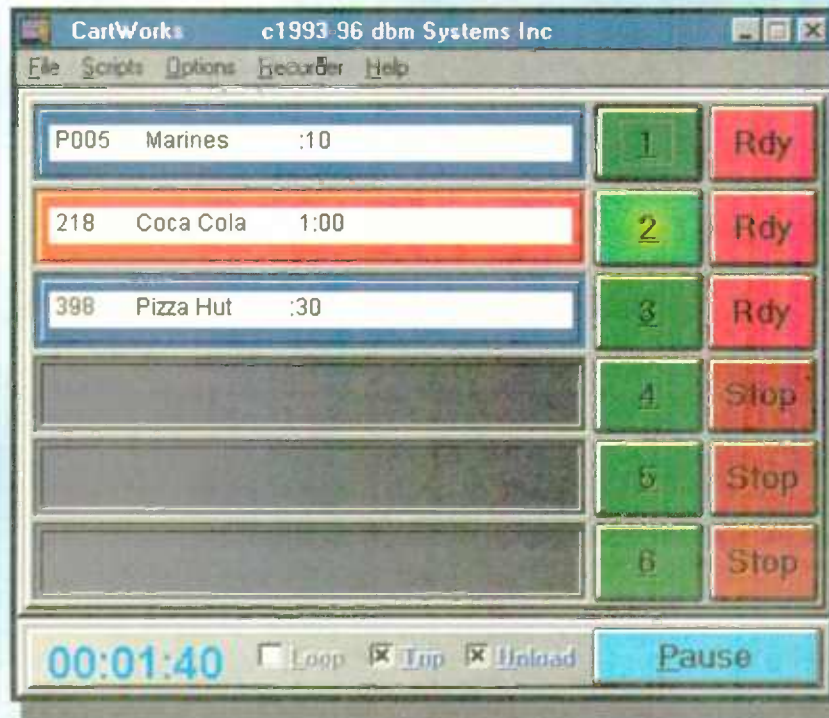 CartWorks c1993-96 dbm Systems Inc
File Scripts Options Recorder Help
P005 Marines :10 1 Rdy
218 Coca Cola 1:00 2 Rdy
398 Pizza Hut :30 3 Rdy
4 Stop
5 Stop
6 Stop
00:01:40 Loop Top Unload Pause